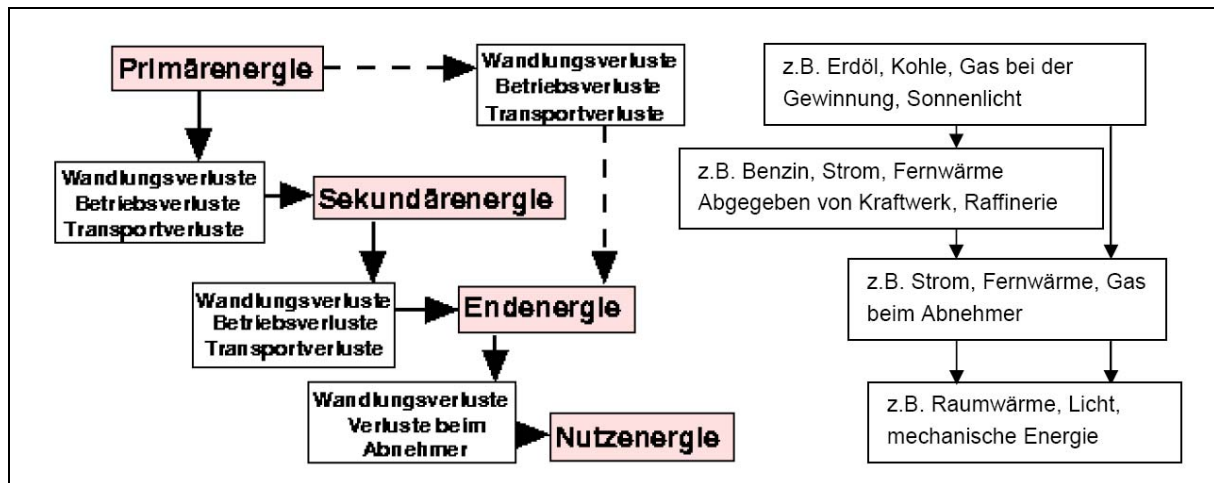 Primärenergie
Wandlungsverluste
Betriebsverluste
Transportverluste
Wandlungsverluste
Betriebsverluste
Transportverluste
Sekundärenergie
Wandlungsverluste
Betriebsverluste
Transportverluste
Endenergie
Wandlungsverluste
Verluste beim
Abnehmer
Nutzenergie
z.B. Erdöl, Kohle, Gas bei der
Gewinnung, Sonnenlicht
z.B. Benzin, Strom, Fernwärme
Abgegeben von Kraftwerk, Raffinerie
z.B. Strom, Fernwärme, Gas
beim Abnehmer
z.B. Raumwärme, Licht,
mechanische Energie